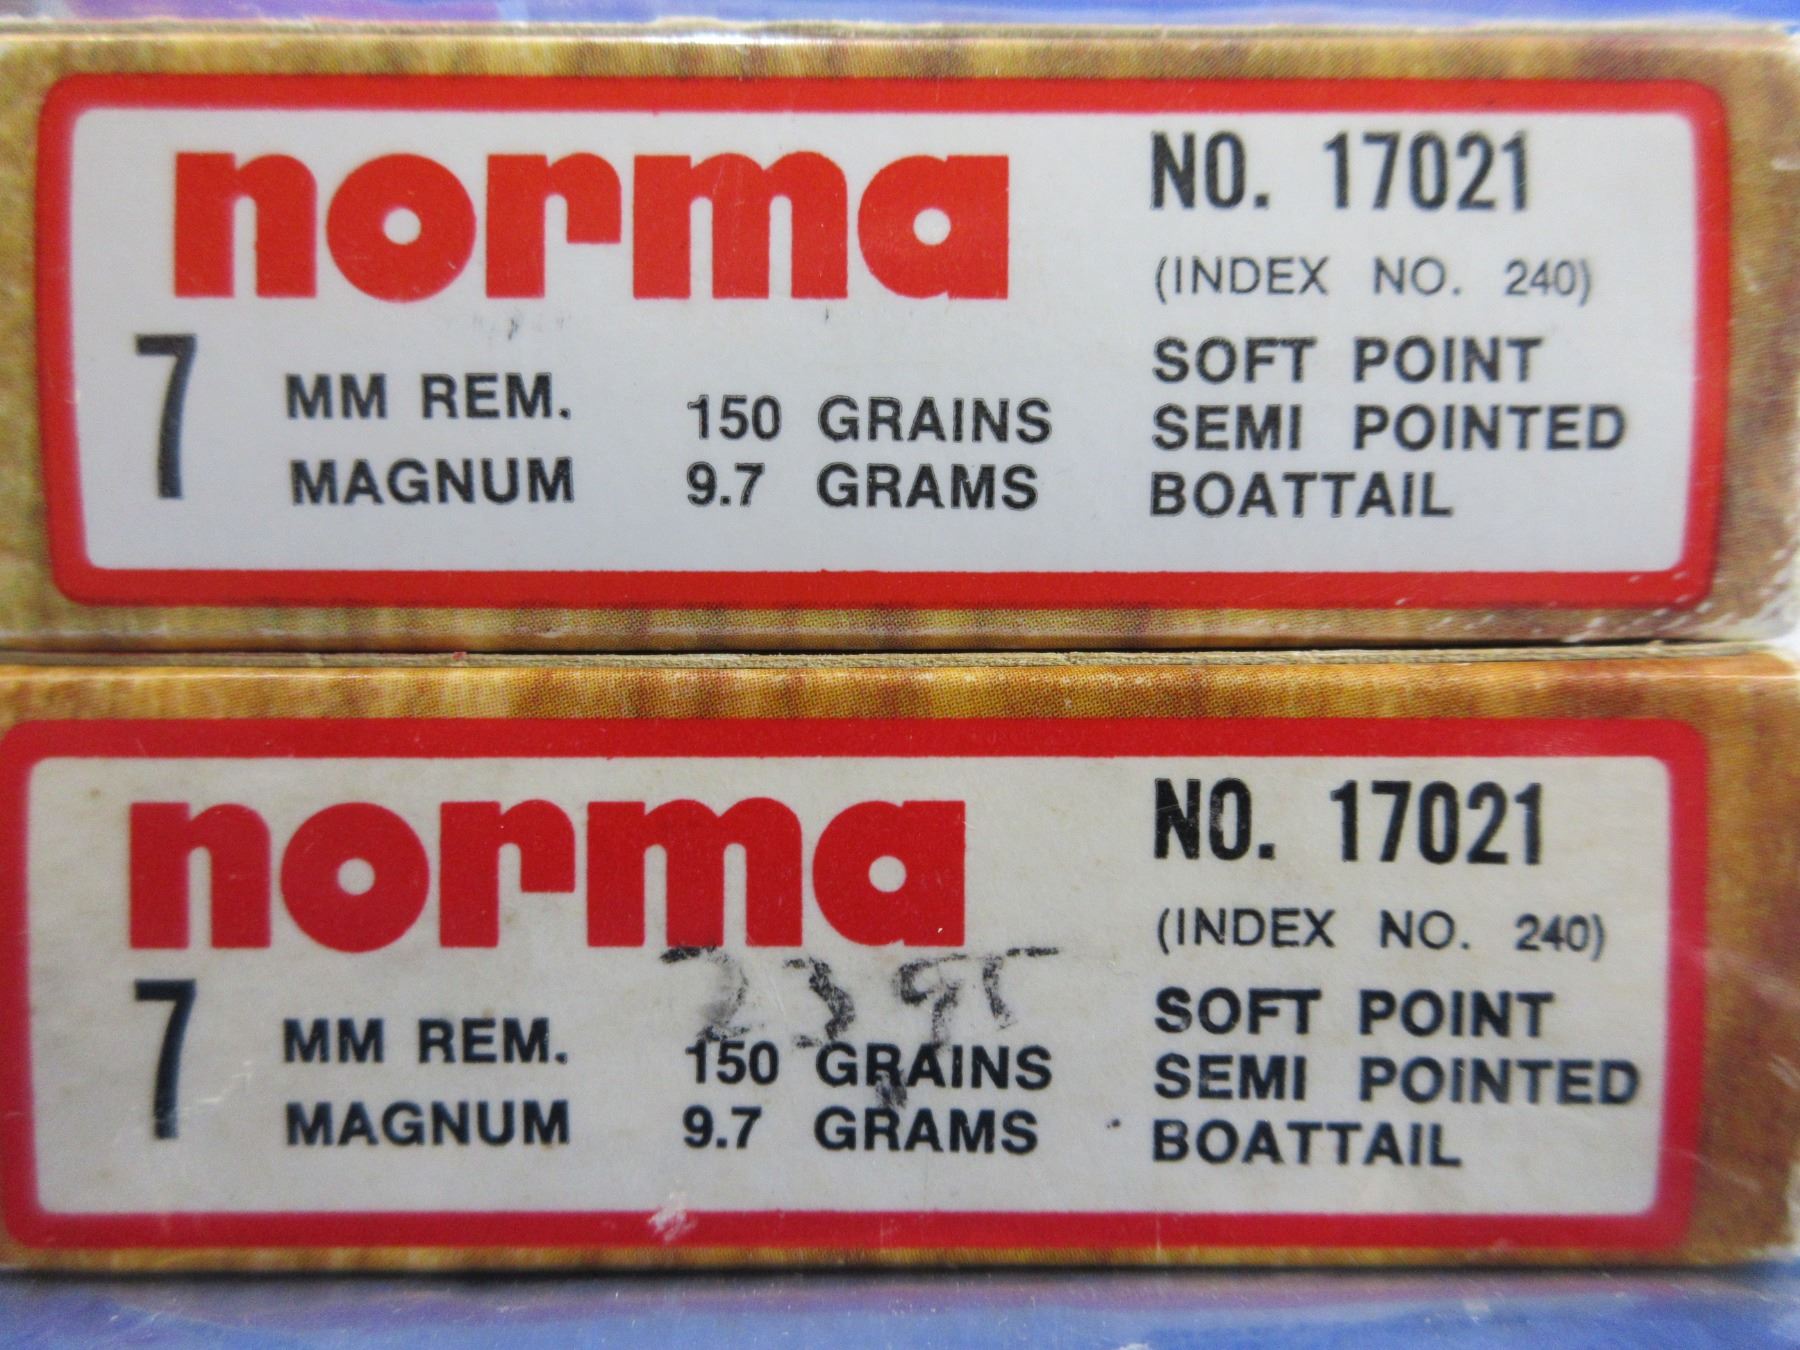 norma
NO. 17021
(INDEX NO. 240)
7 MM REM. MAGNUM
150 GRAINS
9.7 GRAMS
SOFT POINT
SEMI POINTED
BOATTAIL
norma
NO. 17021
(INDEX NO. 240)
23 
7 MM REM. MAGNUM
150 GRAINS
9.7 GRAMS
SOFT POINT
SEMI POINTED
BOATTAIL